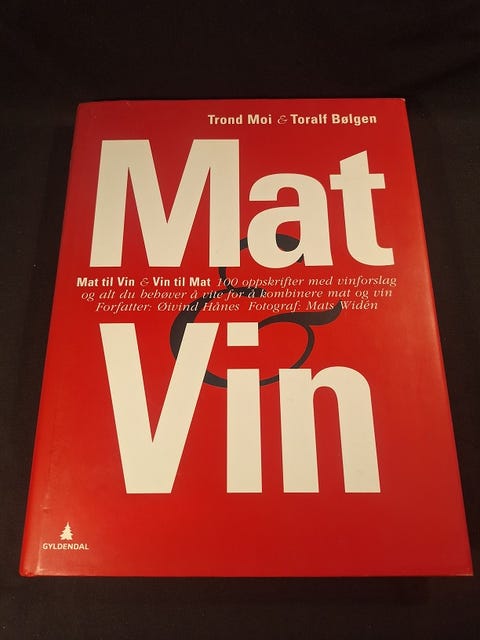 Trond Moi & Toralf Bølgen
Mat
&
Mat til Vin & Vin til Mat 100 oppskrifter med vinforslag
og alt du behøver å vite for å kombinere mat og vin
Forfatter: Øivind Hånes Fotograf: Mats Widén
Vin
GYLDENDAL